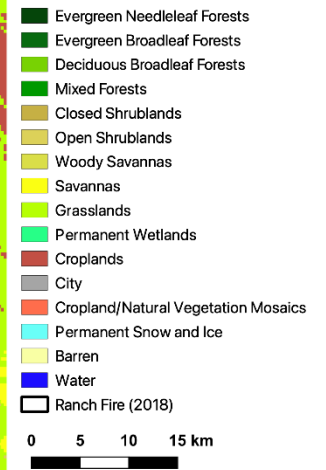 Evergreen Needleleaf Forests
Evergreen Broadleaf Forests
Deciduous Broadleaf Forests
Mixed Forests
Closed Shrublands
Open Shrublands
Woody Savannas
Savannas
Grasslands
Permanent Wetlands
Croplands
City
Cropland/Natural Vegetation Mosaics
Permanent Snow and Ice
Barren
Water
Ranch Fire (2018)
0 5 10 15 km